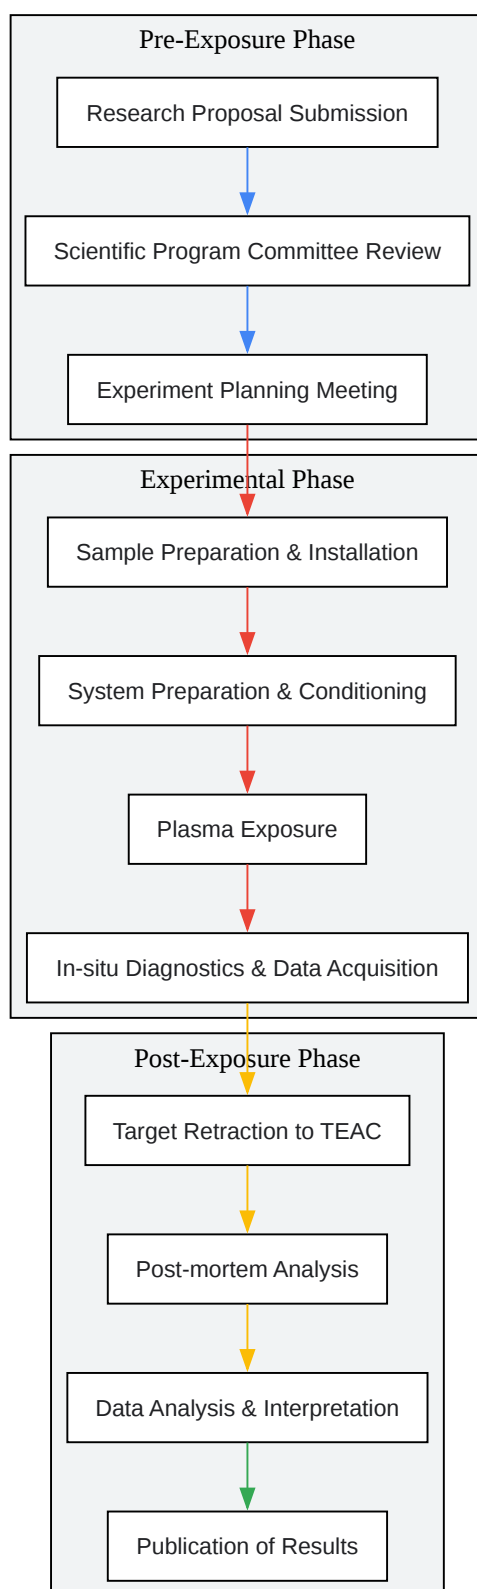 Pre-Exposure Phase
Research Proposal Submission
Scientific Program Committee Review
Experiment Planning Meeting
Experimental Phase
Sample Preparation & Installation
System Preparation & Conditioning
Plasma Exposure
In-situ Diagnostics & Data Acquisition
Post-Exposure Phase
Target Retraction to TEAC
Post-mortem Analysis
Data Analysis & Interpretation
Publication of Results